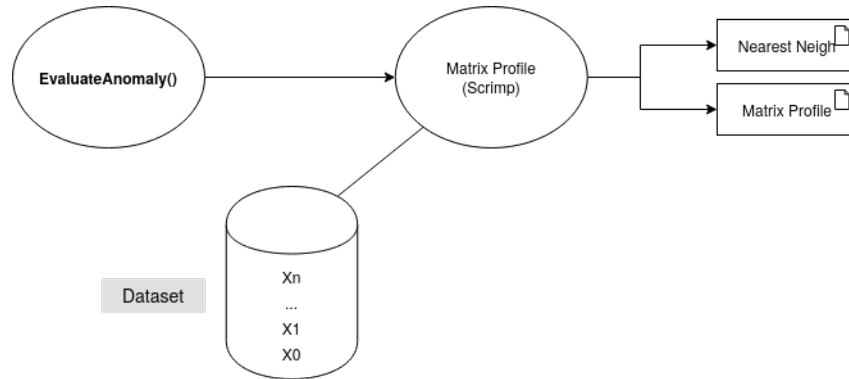 EvaluateAnomaly()
Matrix Profile
(Scrimp)
Nearest Neigh
Matrix Profile
Dataset
Xn
...
X1
X0